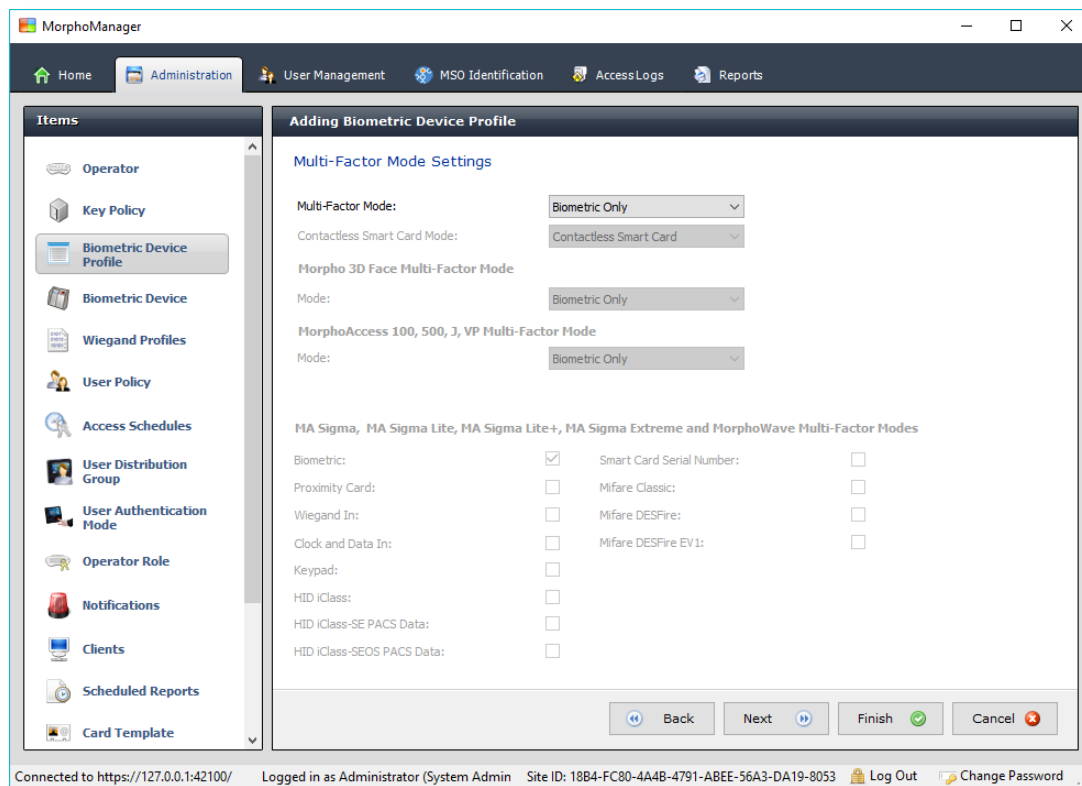 MorphoManager
Home Administration User Management MSO Identification Access Logs Reports
Items
Operator
Key Policy
Biometric Device
Profile
Biometric Device
Wiegand Profiles
User Policy
Access Schedules
User Distribution
Group
User Authentication
Mode
Operator Role
Notifications
Clients
Scheduled Reports
Card Template
Adding Biometric Device Profile
Multi-Factor Mode Settings
Multi-Factor Mode: Biometric Only
Contactless Smart Card Mode: Contactless Smart Card
Morpho 3D Face Multi-Factor Mode
Mode: Biometric Only
MorphoAccess 100, 500, J, VP Multi-Factor Mode
Mode: Biometric Only
MA Sigma, MA Sigma Lite, MA Sigma Lite+, MA Sigma Extreme and MorphoWave Multi-Factor Modes
Biometric: Smart Card Serial Number:
Proximity Card: Mifare Classic:
Wiegand In: Mifare DESFire:
Clock and Data In: Mifare DESFire EV1:
Keypad:
HID iClass:
HID iClass-SE PACS Data:
HID iClass-SEOS PACS Data:
Back Next Finish Cancel
Connected to https://127.0.0.1:42100/ Logged in as Administrator (System Admin Site ID: 18B4-FC80-4A4B-4791-ABEE-56A3-DA19-8053 Log Out Change Password